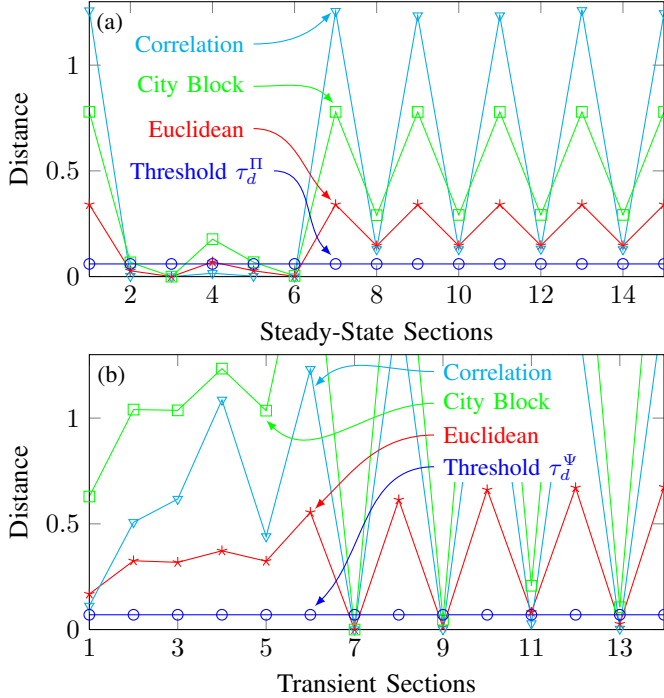 (a)
Correlation
City Block
Euclidean
Threshold τ_d^Π
Distance
1
0.5
0
2 4 6 8 10 12 14
Steady-State Sections
(b)
Correlation
City Block
Euclidean
Threshold τ_d^Ψ
Distance
1
0.5
0
1 3 5 7 9 11 13
Transient Sections